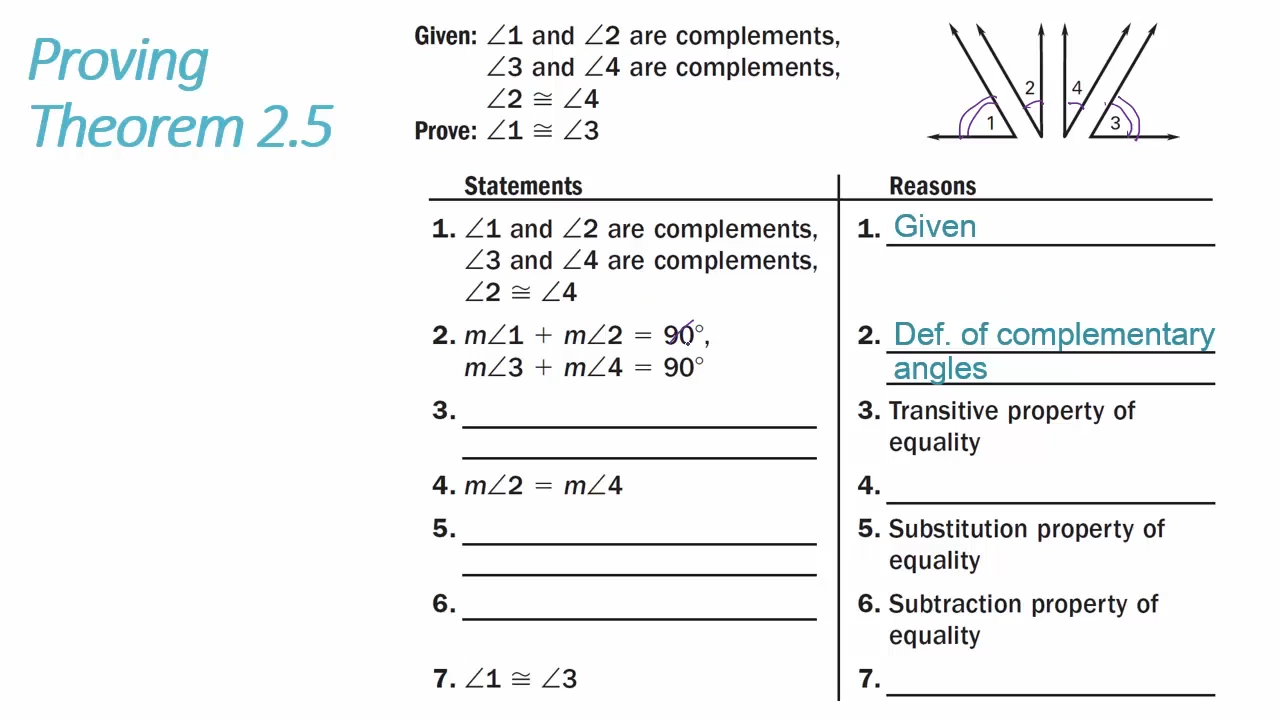 Proving
Theorem 2.5
Given: ∠1 and ∠2 are complements,
∠3 and ∠4 are complements,
∠2 ≅ ∠4
Prove: ∠1 ≅ ∠3
1 2 4 3
Statements Reasons
1. ∠1 and ∠2 are complements, 1. Given
∠3 and ∠4 are complements,
∠2 ≅ ∠4
2. m∠1 + m∠2 = 90°, 2. Def. of complementary
m∠3 + m∠4 = 90° angles
3. 3. Transitive property of
equality
4. m∠2 = m∠4 4.
5. 5. Substitution property of
equality
6. 6. Subtraction property of
equality
7. ∠1 ≅ ∠3 7.